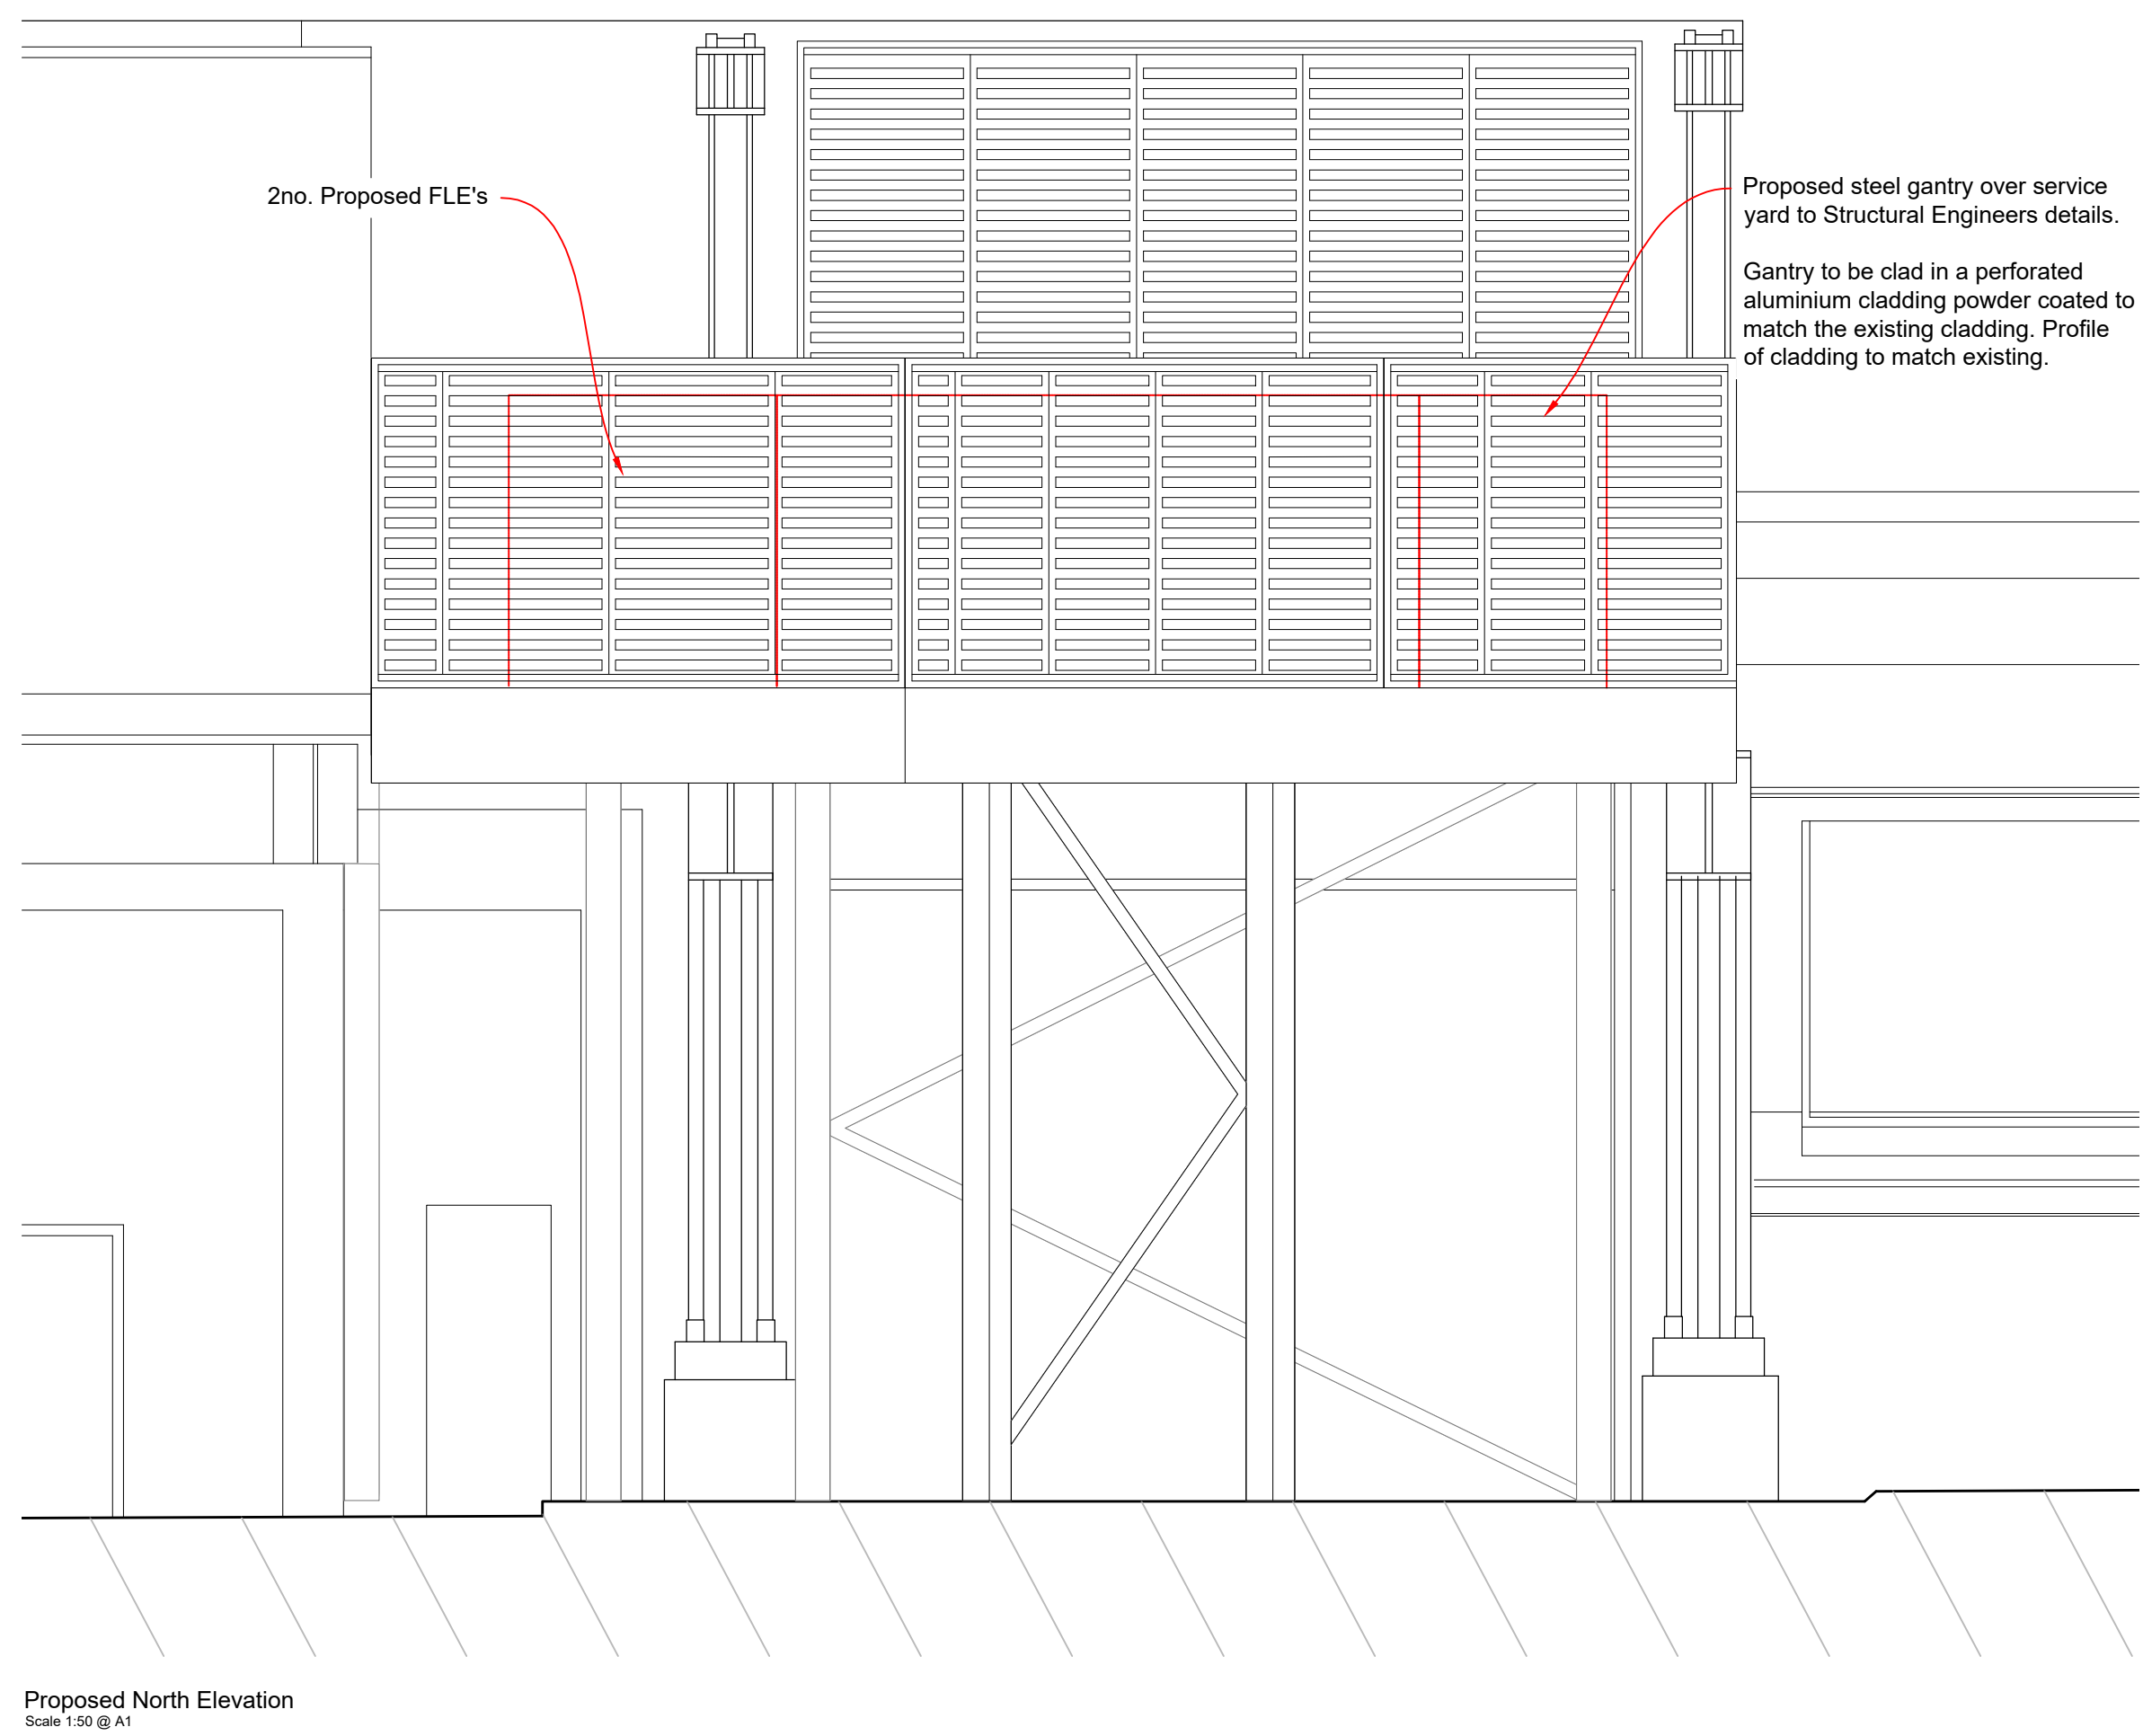 2no. Proposed FLE's
Proposed steel gantry over service
yard to Structural Engineers details.
Gantry to be clad in a perforated
aluminium cladding powder coated to
match the existing cladding. Profile
of cladding to match existing.
Proposed North Elevation
Scale 1:50 @ A1